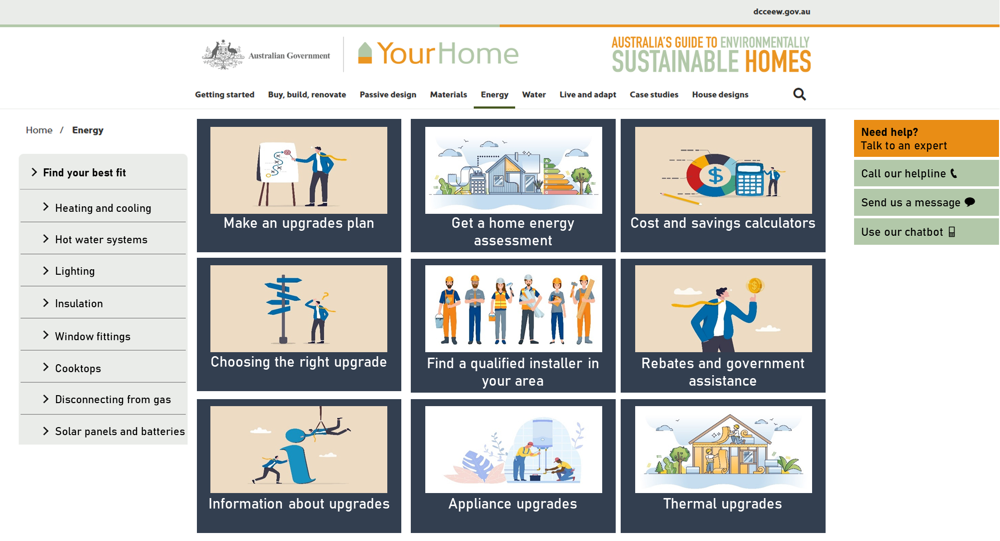 dcceew.gov.au
Australian Government
YourHome
AUSTRALIA'S GUIDE TO ENVIRONMENTALLY
SUSTAINABLE HOMES
Getting started Buy, build, renovate Passive design Materials Energy Water Live and adapt Case studies House designs
Home / Energy
Find your best fit
Heating and cooling
Hot water systems
Lighting
Insulation
Window fittings
Cooktops
Disconnecting from gas
Solar panels and batteries
Make an upgrades plan
Get a home energy
assessment
Cost and savings calculators
Choosing the right upgrade
Find a qualified installer in
your area
Rebates and government
assistance
Information about upgrades
Appliance upgrades
Thermal upgrades
Need help?
Talk to an expert
Call our helpline
Send us a message
Use our chatbot